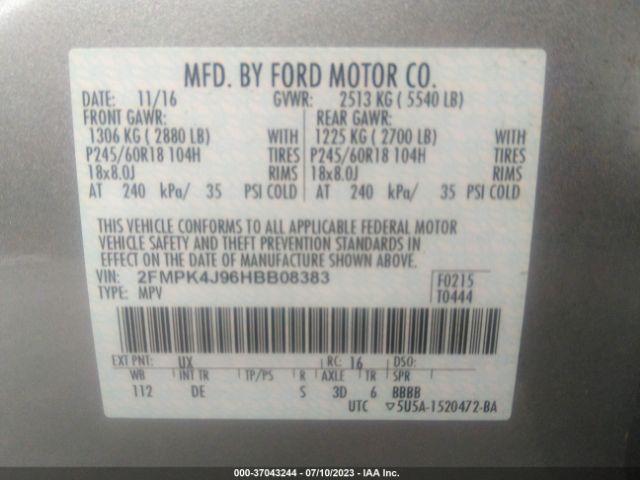 MFD. BY FORD MOTOR CO.
DATE: 11/16 GVWR: 2513 KG ( 5540 LB)
FRONT GAWR: REAR GAWR:
1306 KG ( 2880 LB) WITH 1225 KG ( 2700 LB) WITH
P245/60R18 104H TIRES P245/60R18 104H TIRES
18x8.0J RIMS 18x8.0J RIMS
AT 240 kPa/ 35 PSI COLD AT 240 kPa/ 35 PSI COLD
THIS VEHICLE CONFORMS TO ALL APPLICABLE FEDERAL MOTOR
VEHICLE SAFETY AND THEFT PREVENTION STANDARDS IN
EFFECT ON THE DATE OF MANUFACTURE SHOWN ABOVE.
VIN: 2FMPK4J96HBB08383 F0215
TYPE: MPV T0444
EXT PNT: UX RC: 16 DSO:
WB INT TR TP/PS R AXLE TR SPR
112 DE S 3D 6 BBBB
UTC ▽5U5A-1520472-BA
000-37043244 - 07/10/2023 - IAA Inc.